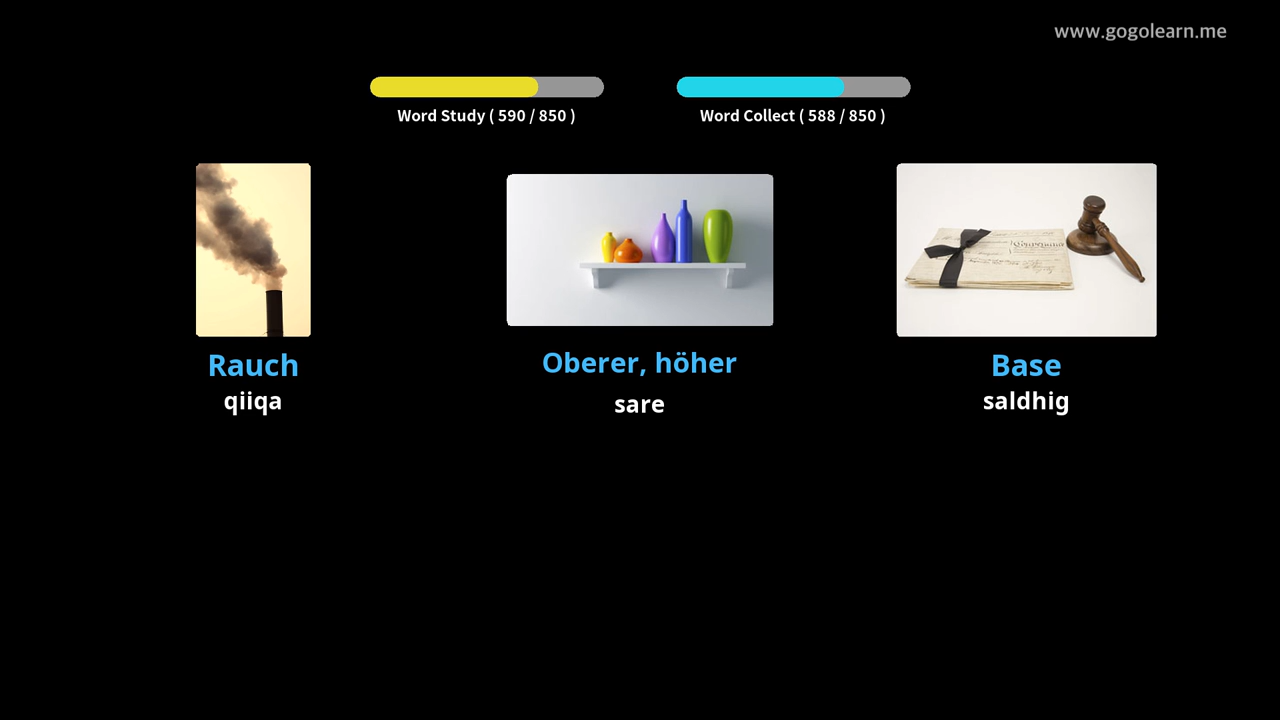 www.gogolearn.me
Word Study ( 590 / 850 )
Word Collect ( 588 / 850 )
Rauch
qiiqa
Oberer, höher
sare
Base
saldhig